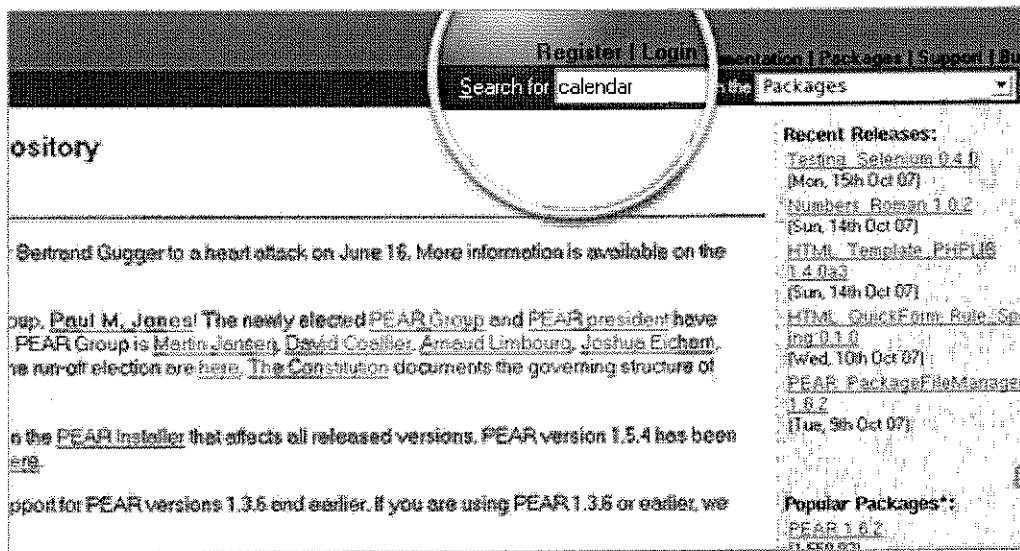 Register | Login
mentation | Packages | Support | Bu
Search for calendar the Packages
ository
Bertrand Gugger to a heart attack on June 16. More information is available on the
oup, Paul M. Jones! The newly elected PEAR Group and PEAR president have
PEAR Group is Martin Jansen, David Coallier, Arnaud Limbourg, Joshua Eichorn,
he run-off election are here. The Constitution documents the governing structure of
n the PEAR Installer that affects all released versions. PEAR version 1.5.4 has been
ere.
pport for PEAR versions 1.3.6 and earlier. If you are using PEAR 1.3.6 or earlier, we
Recent Releases:
Testing_Selenium 0.4.0
(Mon, 15th Oct 07)
Numbers_Roman 1.0.2
(Sun, 14th Oct 07)
HTML_Template_PHPLIB
1.4.0a3
(Sun, 14th Oct 07)
HTML_QuickForm_Rule_Sp
ing 0.1.0
(Wed, 10th Oct 07)
PEAR_PackageFileManager
1.6.2
(Tue, 9th Oct 07)
Popular Packages*:
PEAR 1.6.2